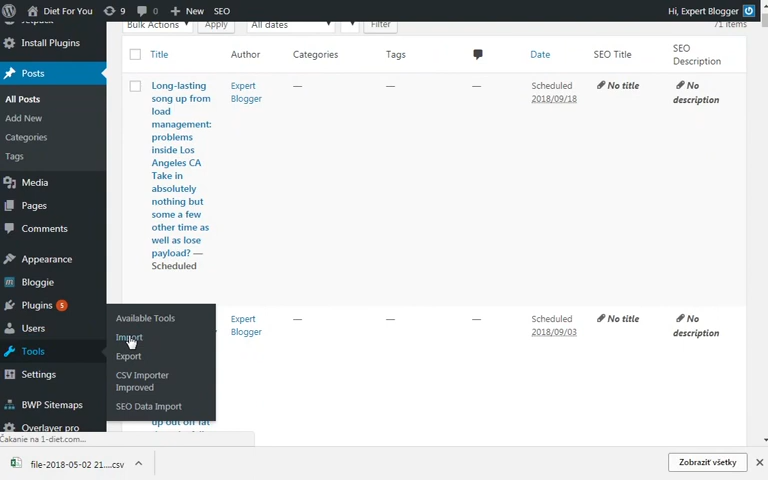 Diet For You 9 0 New SEO Hi, Expert Blogger
Jetpack
Install Plugins
Posts
All Posts
Add New
Categories
Tags
Media
Pages
Comments
Appearance
Bloggie
Plugins 5
Users
Tools
Settings
BWP Sitemaps
Overlayer pro
Available Tools
Import
Export
CSV Importer
Improved
SEO Data Import
Bulk Actions Apply All dates Filter 71 items
Title Author Categories Tags Date SEO Title SEO
Description
Long-lasting
song up from
load
management:
problems
inside Los
Angeles CA
Take in
absolutely
nothing but
some a few
other time as
well as lose
payload? —
Scheduled
Expert
Blogger
— — —
Scheduled
2018/09/18
No title
No
description
Expert
Blogger
— — —
Scheduled
2018/09/03
No title
No
description
up out off fat
Čakanie na 1-diet.com...
file-2018-05-02 21....csv Zobraziť všetky